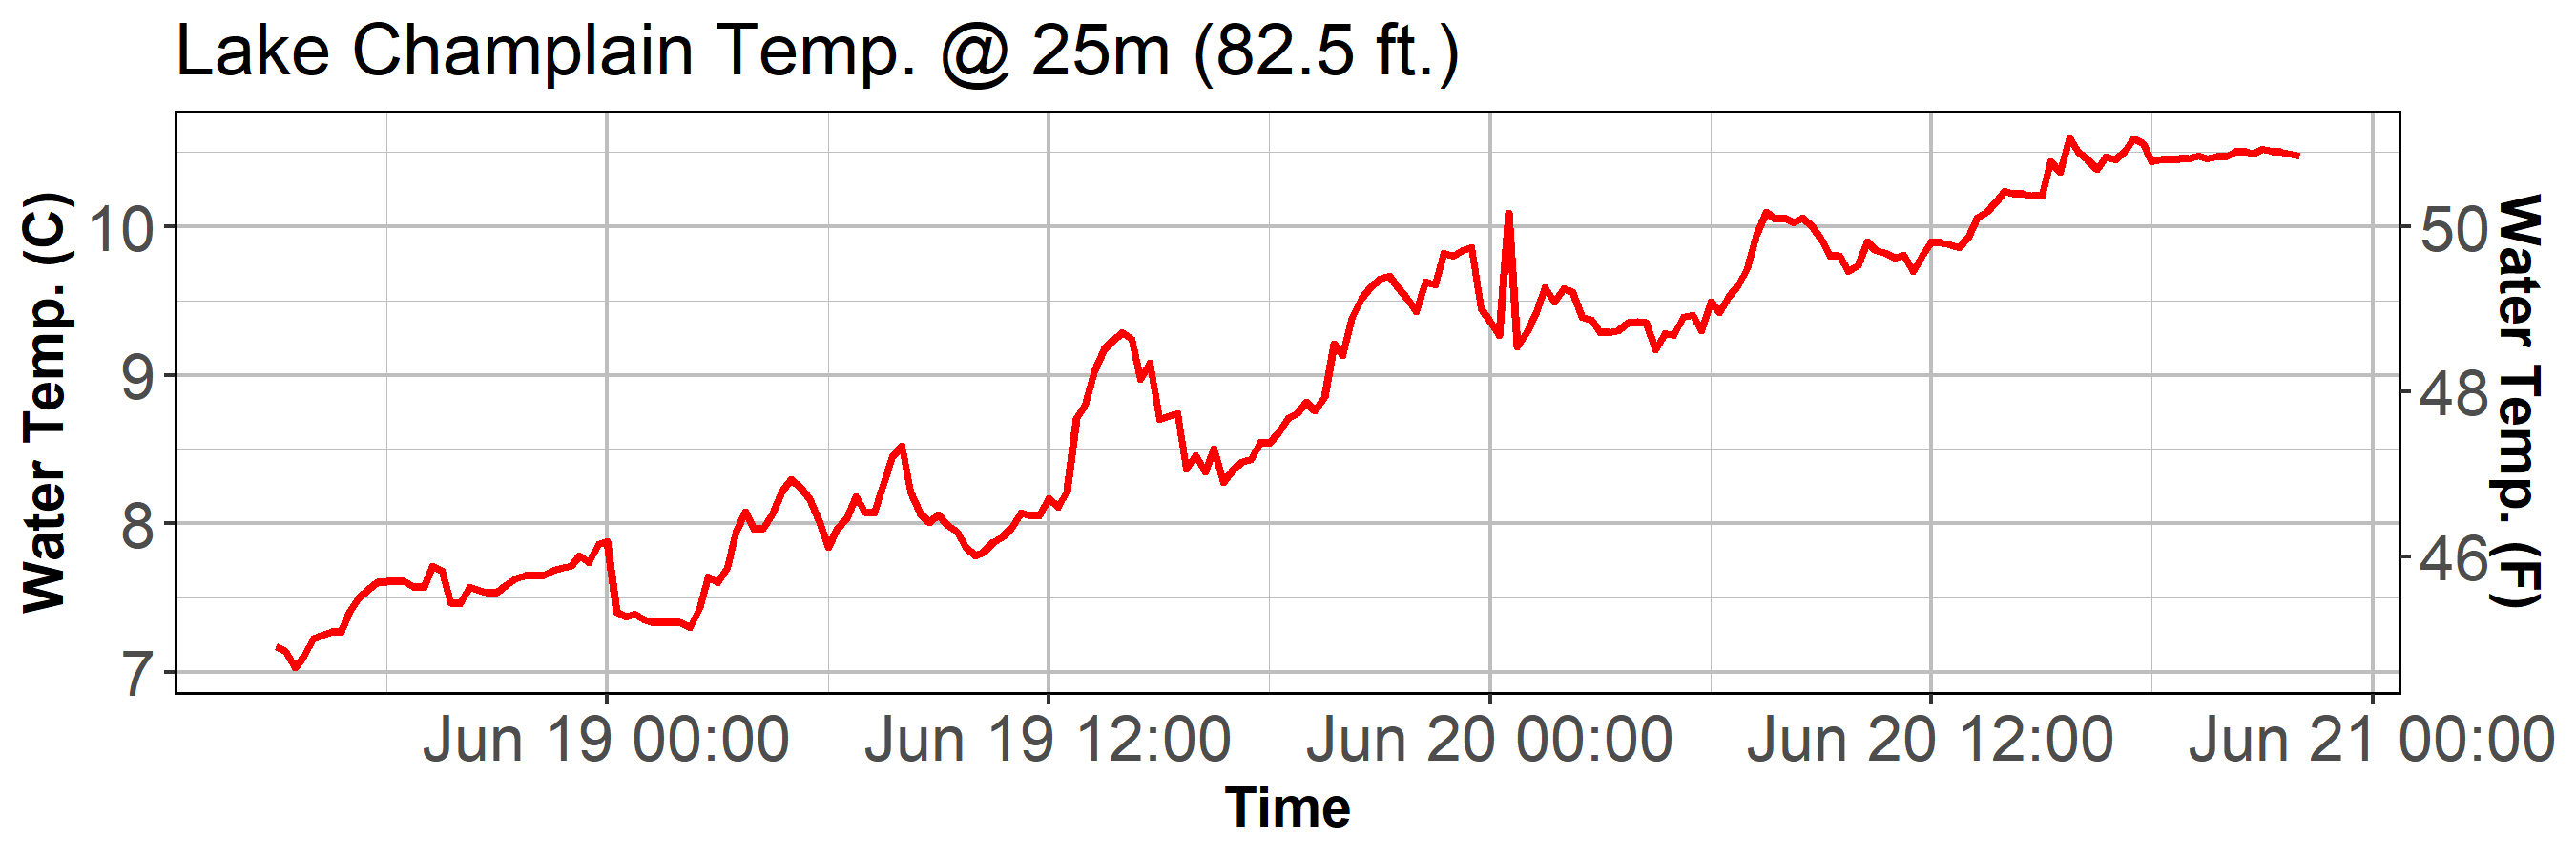 Lake Champlain Temp. @ 25m (82.5 ft.)
Water Temp. (C)
10
9
8
7
50
48
46
Water Temp. (F)
Jun 19 00:00 Jun 19 12:00 Jun 20 00:00 Jun 20 12:00 Jun 21 00:00
Time